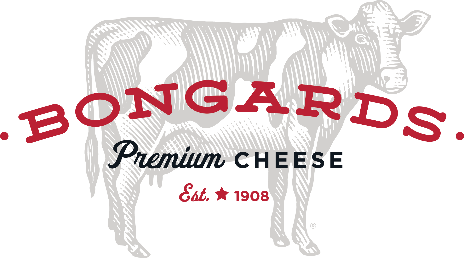 · BONGARDS ·
Premium CHEESE
Est. ★ 1908
®